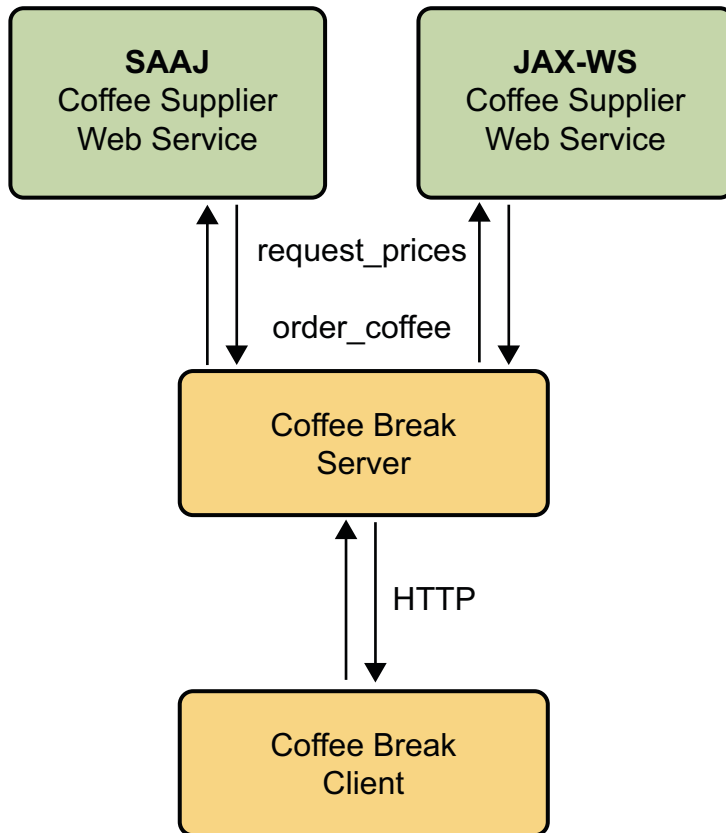 SAAJ
Coffee Supplier
Web Service
JAX-WS
Coffee Supplier
Web Service
request_prices
order_coffee
Coffee Break
Server
HTTP
Coffee Break
Client